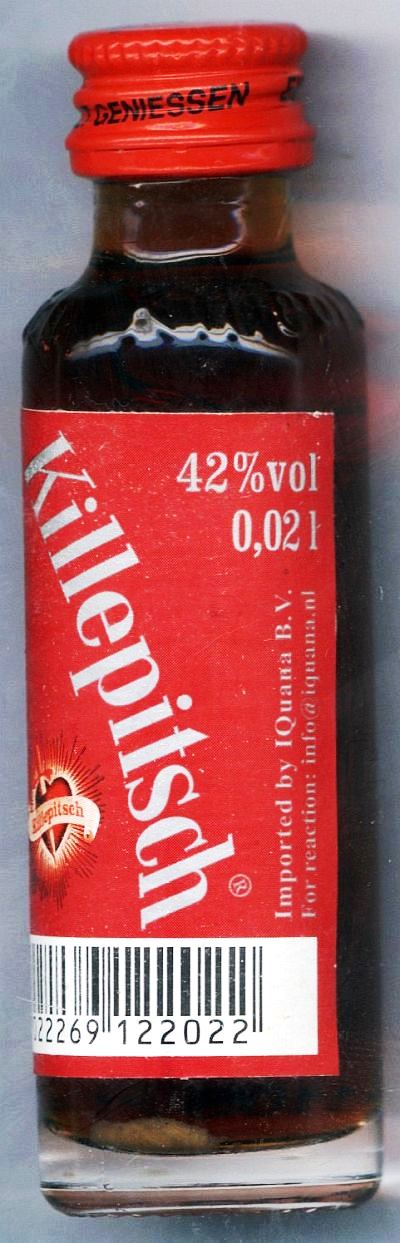 GENIESSEN
42%vol
0,02 l
Killepitsch®
Killepitsch
Imported by IQuana B.V.
For reaction: info@iquana.nl
22269 122022